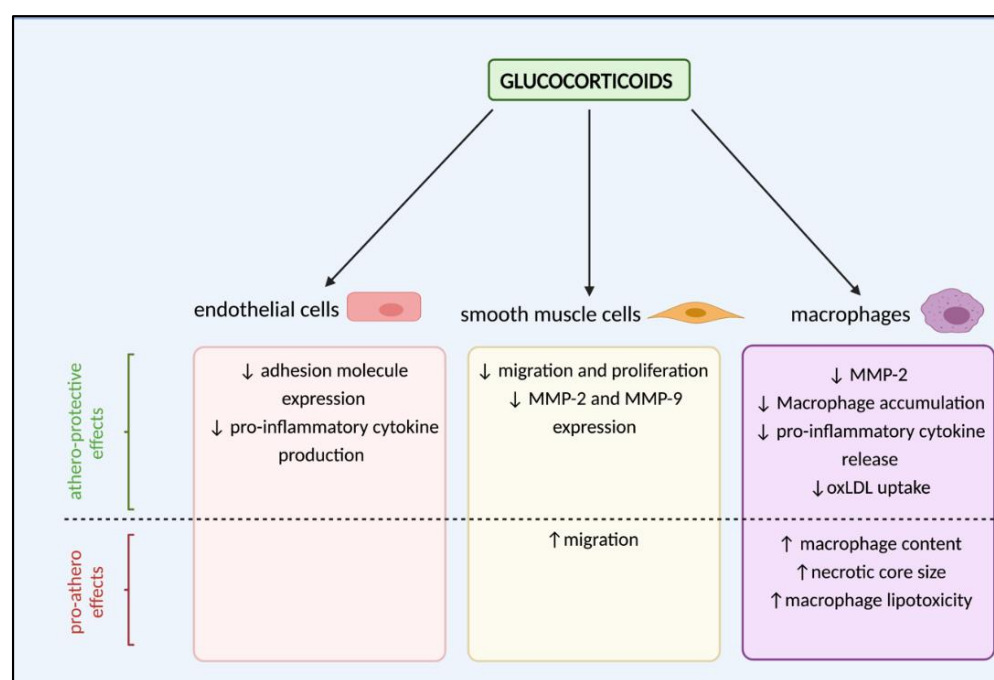 GLUCOCORTICOIDS
endothelial cells
smooth muscle cells
macrophages
athero-protective
effects
↓ adhesion molecule
expression
↓ pro-inflammatory cytokine
production
↓ migration and proliferation
↓ MMP-2 and MMP-9
expression
↓ MMP-2
↓ Macrophage accumulation
↓ pro-inflammatory cytokine
release
↓ oxLDL uptake
pro-athero
effects
↑ migration
↑ macrophage content
↑ necrotic core size
↑ macrophage lipotoxicity